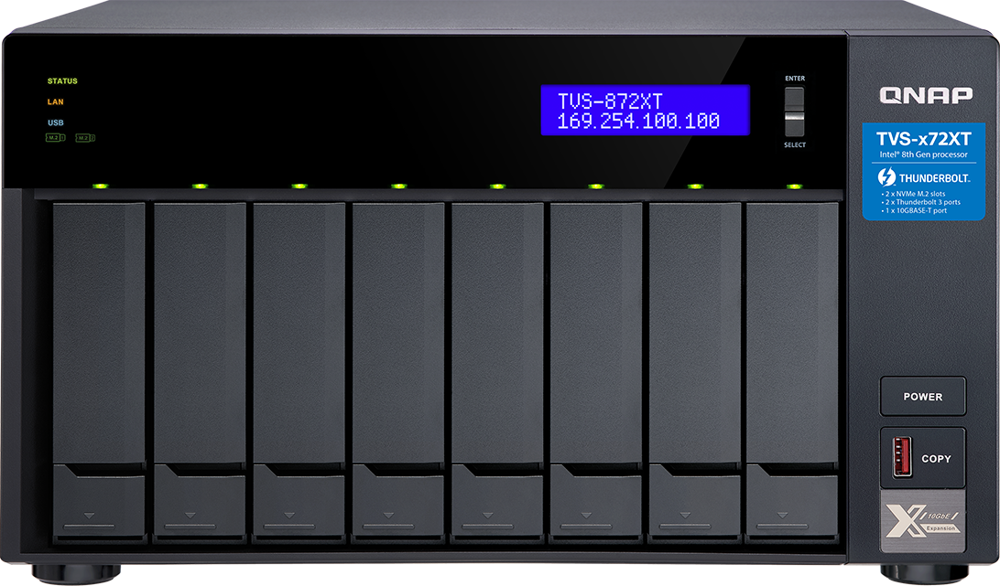 STATUS
LAN
USB
M.2 1 M.2 2
TVS-872XT
169.254.100.100
ENTER
SELECT
QNAP
TVS-x72XT
Intel® 8th Gen processor
THUNDERBOLT™
• 2 x NVMe M.2 slots
• 2 x Thunderbolt 3 ports
• 1 x 10GBASE-T port
POWER
COPY
X 10GbE
Expansion